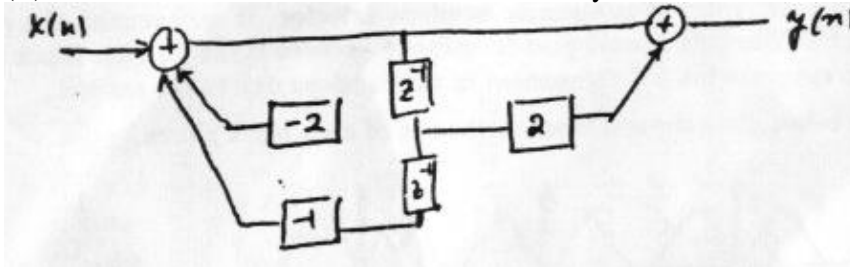 x(n) + + y(n)
z⁻¹
-2 2
z⁻¹
-1